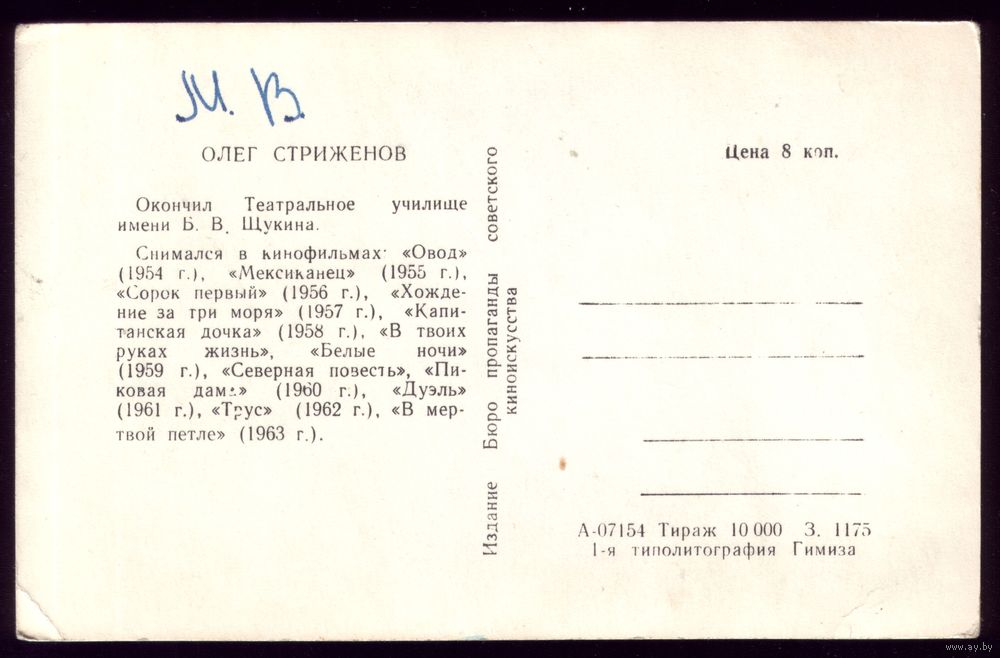 М. В.
ОЛЕГ СТРИЖЕНОВ
Окончил Театральное училище
имени Б. В. Щукина.
Снимался в кинофильмах: «Овод»
(1954 г.), «Мексиканец» (1955 г.),
«Сорок первый» (1956 г.), «Хожде-
ние за три моря» (1957 г.), «Капи-
танская дочка» (1958 г.), «В твоих
руках жизнь», «Белые ночи»
(1959 г.), «Северная повесть», «Пи-
ковая дама» (1960 г.), «Дуэль»
(1961 г.), «Трус» (1962 г.), «В мер-
твой петле» (1963 г.).
Издание Бюро пропаганды советского
киноискусства
Цена 8 коп.
А-07154 Тираж 10 000 З. 1175
1-я типолитография Гимиза
www.ay.by